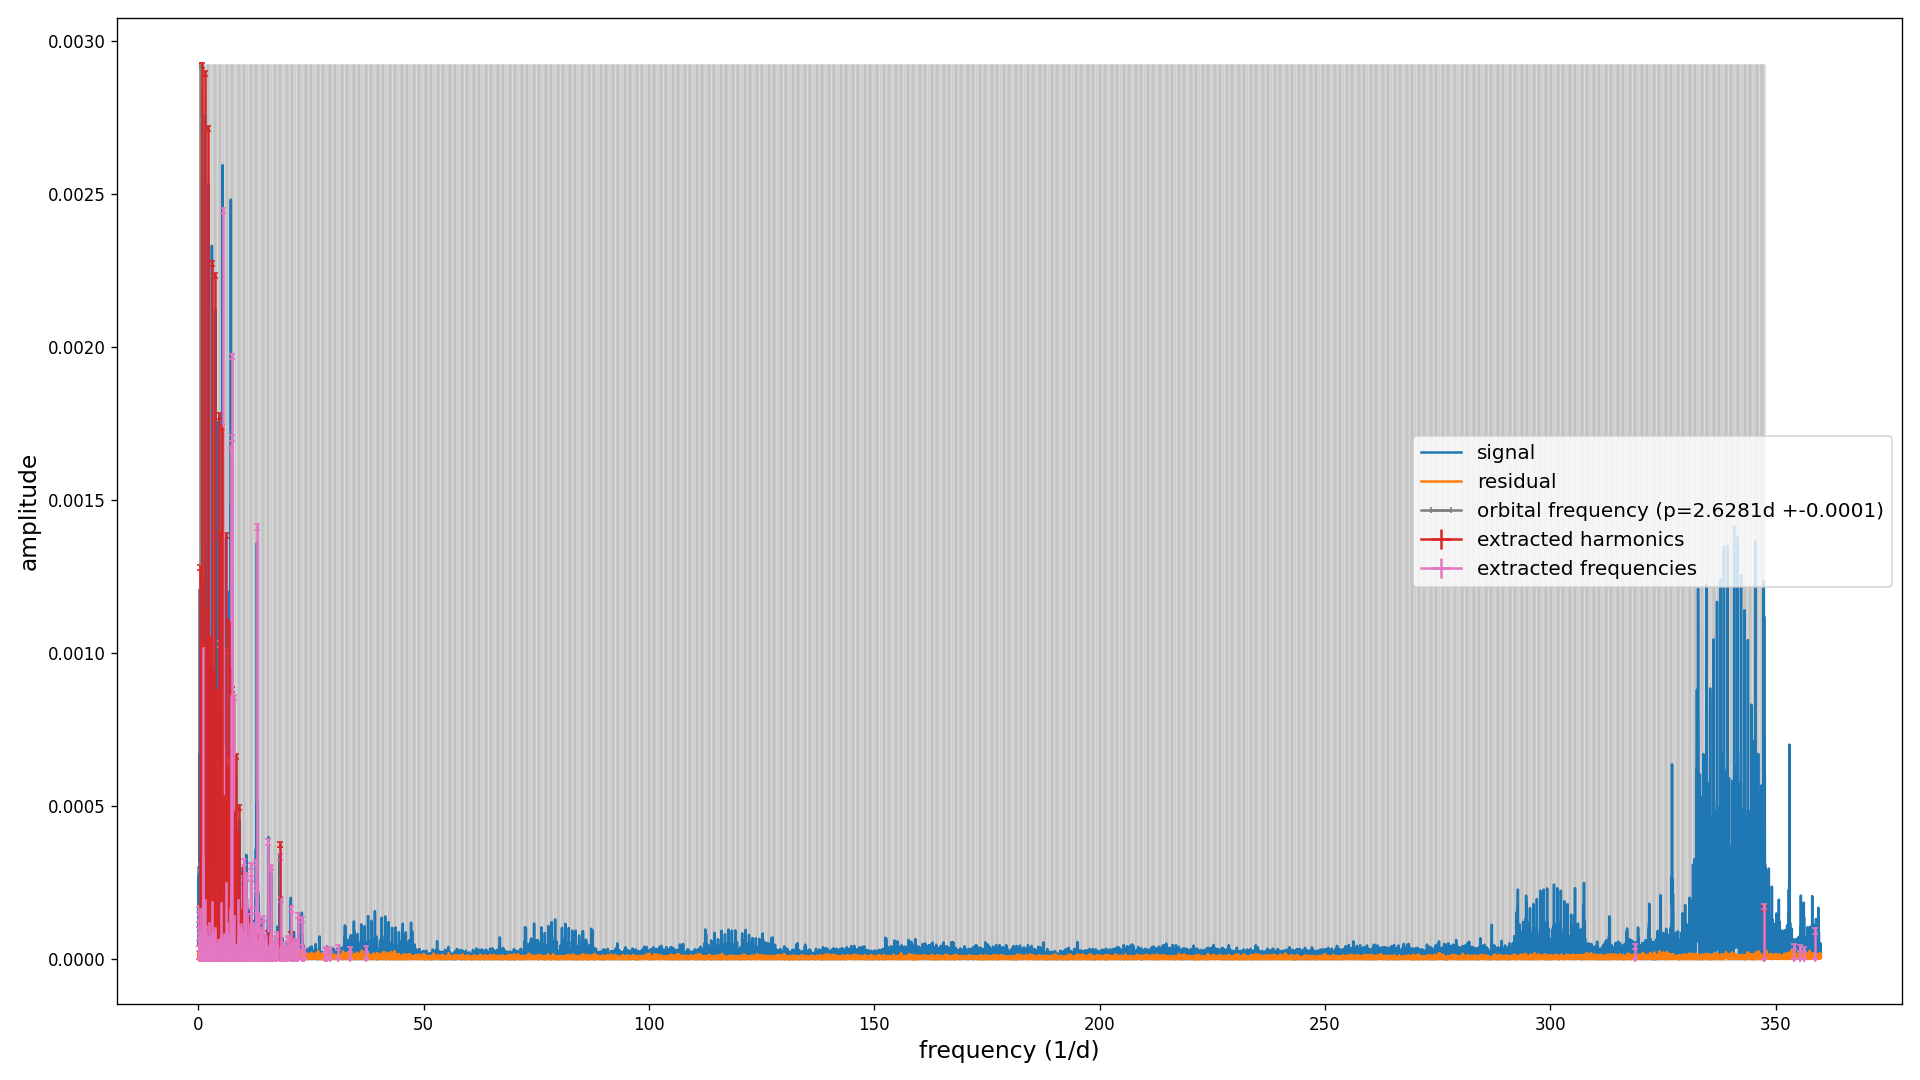 0.0030
0.0025
0.0020
0.0015
0.0010
0.0005
0.0000
amplitude
signal
residual
orbital frequency (p=2.6281d +-0.0001)
extracted harmonics
extracted frequencies
0 50 100 150 200 250 300 350
frequency (1/d)